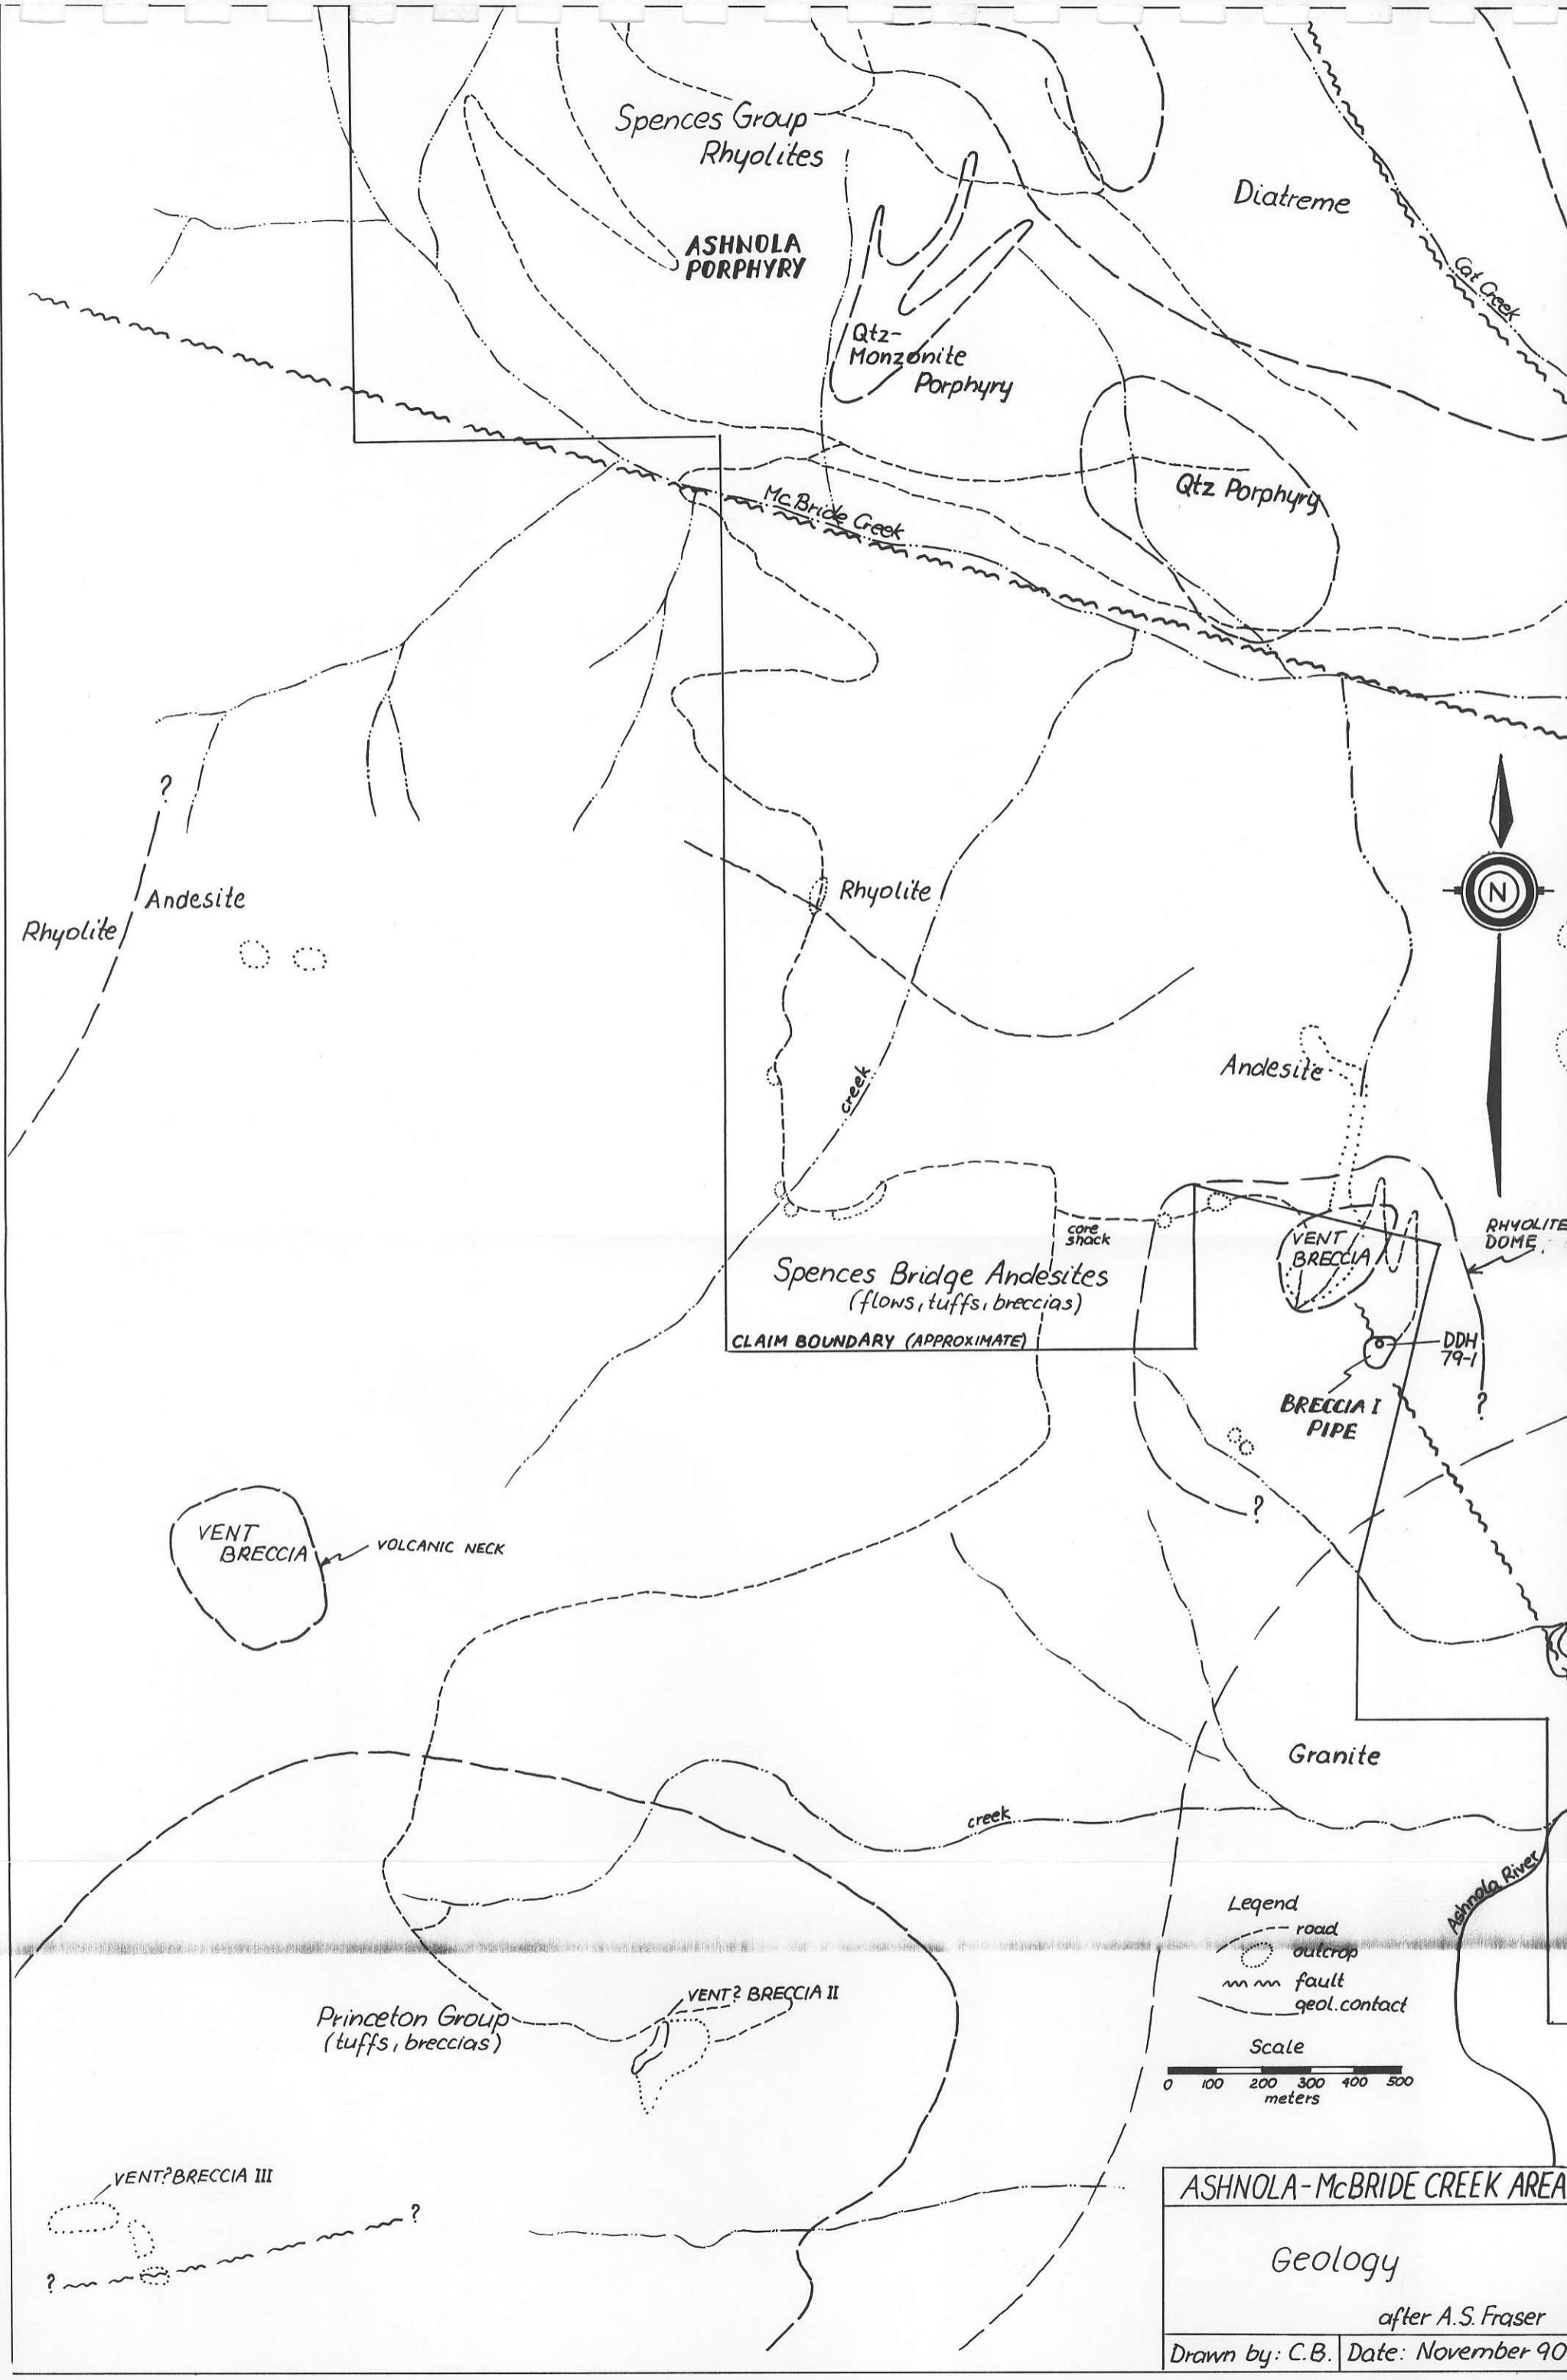 Spences Group
Rhyolites
Diatreme
ASHNOLA
PORPHYRY
Cat Creek
Qtz-
Monzonite
Porphyry
Qtz Porphyry
McBride Creek
?
Andesite
Rhyolite
Rhyolite
N
Andesite
creek
core
shack
RHYOLITE
DOME
VENT
BRECCIA
Spences Bridge Andesites
(flows, tuffs, breccias)
CLAIM BOUNDARY (APPROXIMATE)
DDH
79-1
BRECCIA I
PIPE
?
?
VENT
BRECCIA
VOLCANIC NECK
Granite
creek
Ashnola River
Legend
road
outcrop
fault
geol. contact
VENT? BRECCIA II
Princeton Group
(tuffs, breccias)
Scale
0 100 200 300 400 500
meters
VENT? BRECCIA III
?
?
ASHNOLA-McBRIDE CREEK AREA
Geology
after A.S. Fraser
Drawn by: C.B. Date: November 90